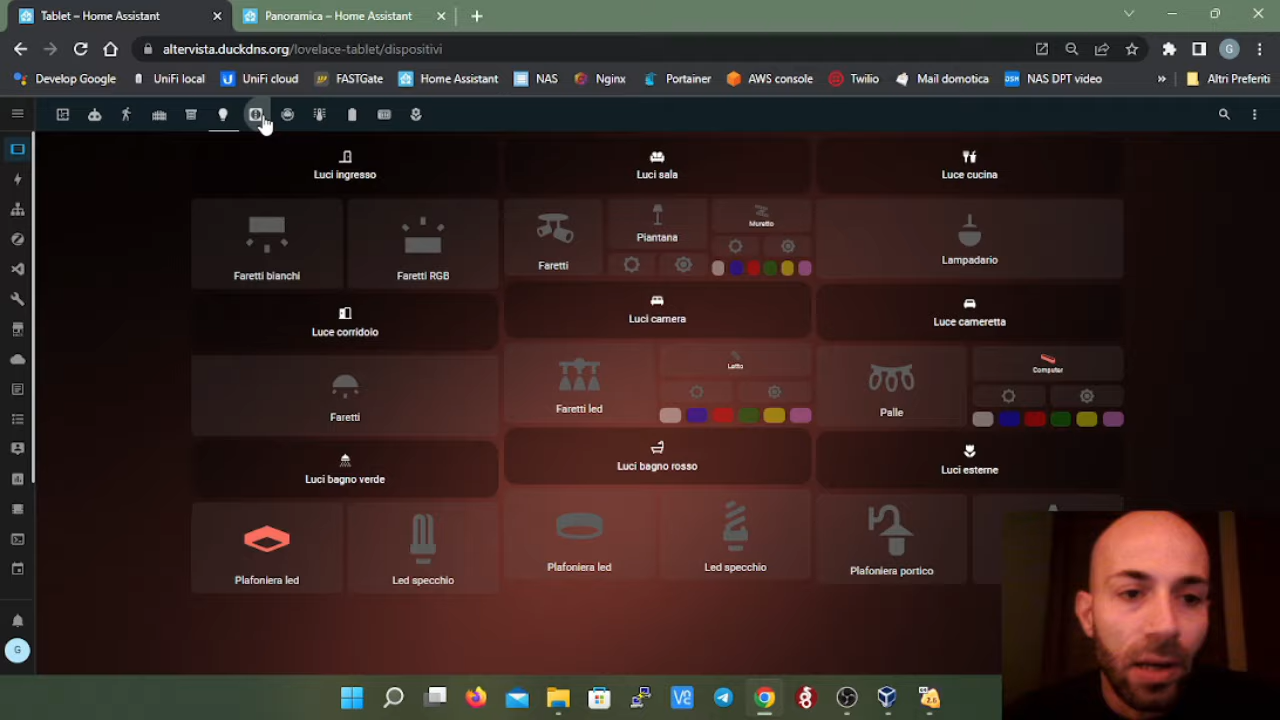 Tablet – Home Assistant
Panoramica – Home Assistant
altervista.duckdns.org/lovelace-tablet/dispositivi
G
Develop Google
UniFi local
UniFi cloud
FASTGate
Home Assistant
NAS
Nginx
Portainer
AWS console
Twilio
Mail domotica
NAS DPT video
»
Altri Preferiti
Luci ingresso
Luci sala
Luce cucina
Faretti bianchi
Faretti RGB
Faretti
Piantana
Muretto
Lampadario
Luce corridoio
Luci camera
Luce cameretta
Faretti
Faretti led
Letto
Palle
Computer
Luci bagno verde
Luci bagno rosso
Luci esterne
Plafoniera led
Led specchio
Plafoniera led
Led specchio
Plafoniera portico
G